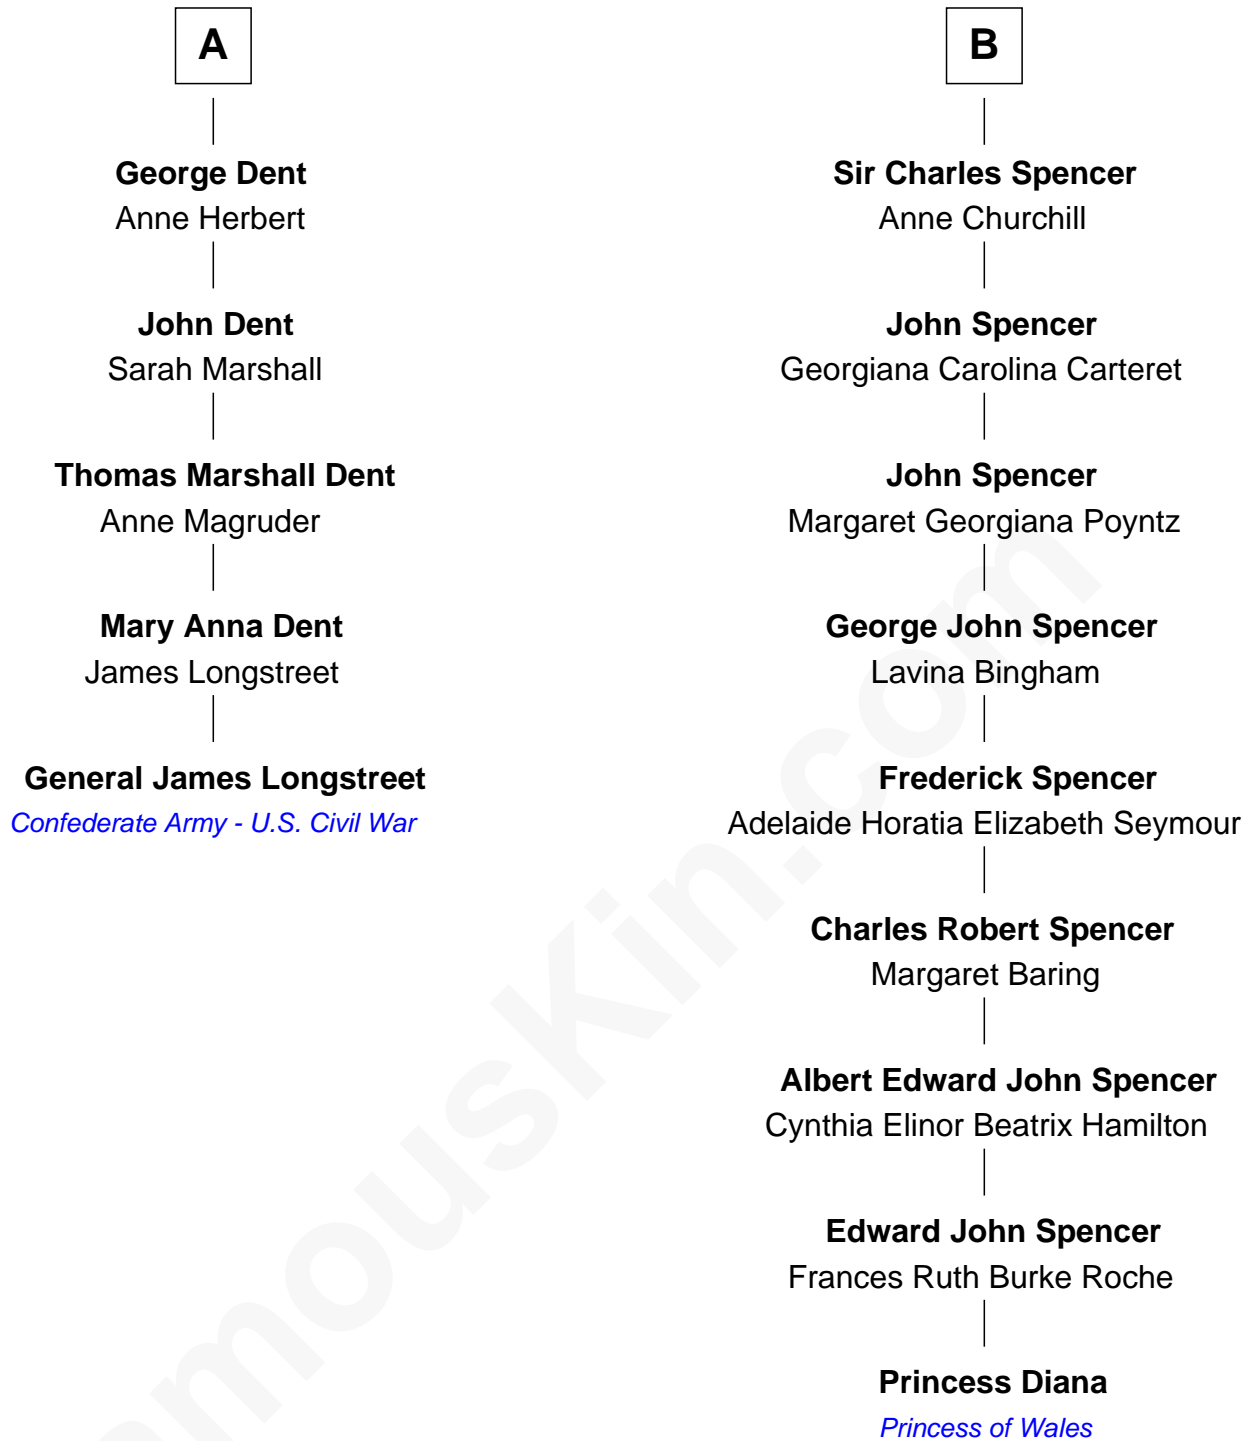 A
George Dent
Anne Herbert
John Dent
Sarah Marshall
Thomas Marshall Dent
Anne Magruder
Mary Anna Dent
James Longstreet
General James Longstreet
Confederate Army - U.S. Civil War
B
Sir Charles Spencer
Anne Churchill
John Spencer
Georgiana Carolina Carteret
John Spencer
Margaret Georgiana Poyntz
George John Spencer
Lavina Bingham
Frederick Spencer
Adelaide Horatia Elizabeth Seymour
Charles Robert Spencer
Margaret Baring
Albert Edward John Spencer
Cynthia Elinor Beatrix Hamilton
Edward John Spencer
Frances Ruth Burke Roche
Princess Diana
Princess of Wales
amouskin.com